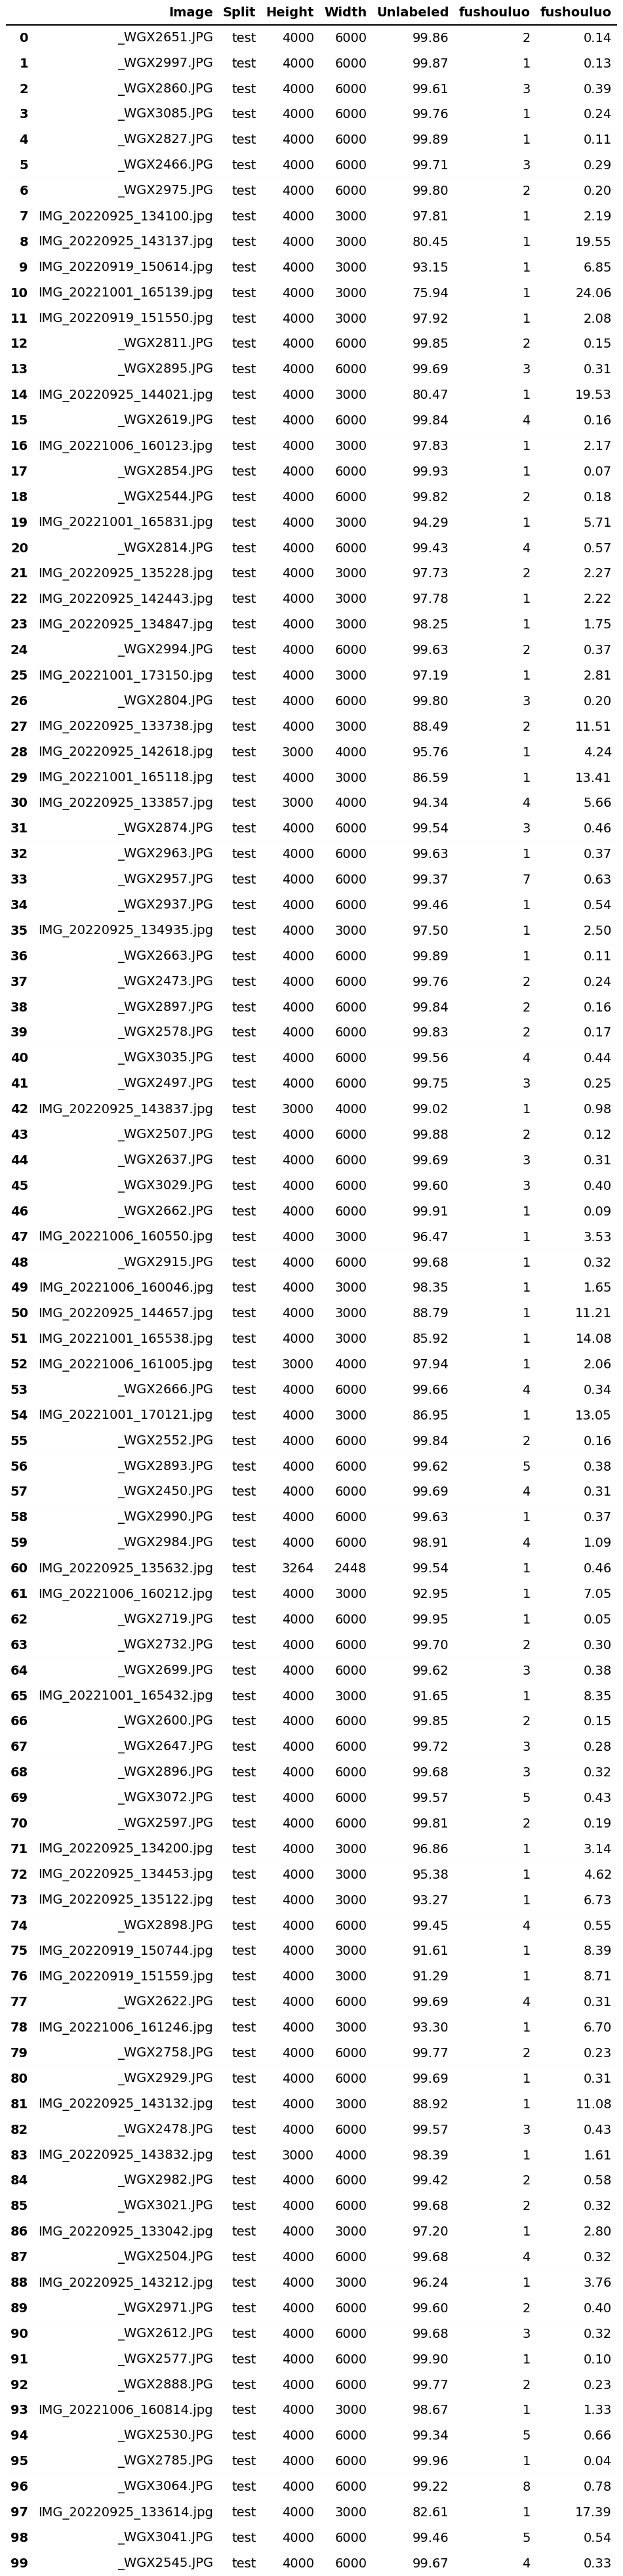 Image Split Height Width Unlabeled fushouluo fushouluo
0 _WGX2651.JPG test 4000 6000 99.86 2 0.14
1 _WGX2997.JPG test 4000 6000 99.87 1 0.13
2 _WGX2860.JPG test 4000 6000 99.61 3 0.39
3 _WGX3085.JPG test 4000 6000 99.76 1 0.24
4 _WGX2827.JPG test 4000 6000 99.89 1 0.11
5 _WGX2466.JPG test 4000 6000 99.71 3 0.29
6 _WGX2975.JPG test 4000 6000 99.80 2 0.20
7 IMG_20220925_134100.jpg test 4000 3000 97.81 1 2.19
8 IMG_20220925_143137.jpg test 4000 3000 80.45 1 19.55
9 IMG_20220919_150614.jpg test 4000 3000 93.15 1 6.85
10 IMG_20221001_165139.jpg test 4000 3000 75.94 1 24.06
11 IMG_20220919_151550.jpg test 4000 3000 97.92 1 2.08
12 _WGX2811.JPG test 4000 6000 99.85 2 0.15
13 _WGX2895.JPG test 4000 6000 99.69 3 0.31
14 IMG_20220925_144021.jpg test 4000 3000 80.47 1 19.53
15 _WGX2619.JPG test 4000 6000 99.84 4 0.16
16 IMG_20221006_160123.jpg test 4000 3000 97.83 1 2.17
17 _WGX2854.JPG test 4000 6000 99.93 1 0.07
18 _WGX2544.JPG test 4000 6000 99.82 2 0.18
19 IMG_20221001_165831.jpg test 4000 3000 94.29 1 5.71
20 _WGX2814.JPG test 4000 6000 99.43 4 0.57
21 IMG_20220925_135228.jpg test 4000 3000 97.73 2 2.27
22 IMG_20220925_142443.jpg test 4000 3000 97.78 1 2.22
23 IMG_20220925_134847.jpg test 4000 3000 98.25 1 1.75
24 _WGX2994.JPG test 4000 6000 99.63 2 0.37
25 IMG_20221001_173150.jpg test 4000 3000 97.19 1 2.81
26 _WGX2804.JPG test 4000 6000 99.80 3 0.20
27 IMG_20220925_133738.jpg test 4000 3000 88.49 2 11.51
28 IMG_20220925_142618.jpg test 3000 4000 95.76 1 4.24
29 IMG_20221001_165118.jpg test 4000 3000 86.59 1 13.41
30 IMG_20220925_133857.jpg test 3000 4000 94.34 4 5.66
31 _WGX2874.JPG test 4000 6000 99.54 3 0.46
32 _WGX2963.JPG test 4000 6000 99.63 1 0.37
33 _WGX2957.JPG test 4000 6000 99.37 7 0.63
34 _WGX2937.JPG test 4000 6000 99.46 1 0.54
35 IMG_20220925_134935.jpg test 4000 3000 97.50 1 2.50
36 _WGX2663.JPG test 4000 6000 99.89 1 0.11
37 _WGX2473.JPG test 4000 6000 99.76 2 0.24
38 _WGX2897.JPG test 4000 6000 99.84 2 0.16
39 _WGX2578.JPG test 4000 6000 99.83 2 0.17
40 _WGX3035.JPG test 4000 6000 99.56 4 0.44
41 _WGX2497.JPG test 4000 6000 99.75 3 0.25
42 IMG_20220925_143837.jpg test 3000 4000 99.02 1 0.98
43 _WGX2507.JPG test 4000 6000 99.88 2 0.12
44 _WGX2637.JPG test 4000 6000 99.69 3 0.31
45 _WGX3029.JPG test 4000 6000 99.60 3 0.40
46 _WGX2662.JPG test 4000 6000 99.91 1 0.09
47 IMG_20221006_160550.jpg test 4000 3000 96.47 1 3.53
48 _WGX2915.JPG test 4000 6000 99.68 1 0.32
49 IMG_20221006_160046.jpg test 4000 3000 98.35 1 1.65
50 IMG_20220925_144657.jpg test 4000 3000 88.79 1 11.21
51 IMG_20221001_165538.jpg test 4000 3000 85.92 1 14.08
52 IMG_20221006_161005.jpg test 3000 4000 97.94 1 2.06
53 _WGX2666.JPG test 4000 6000 99.66 4 0.34
54 IMG_20221001_170121.jpg test 4000 3000 86.95 1 13.05
55 _WGX2552.JPG test 4000 6000 99.84 2 0.16
56 _WGX2893.JPG test 4000 6000 99.62 5 0.38
57 _WGX2450.JPG test 4000 6000 99.69 4 0.31
58 _WGX2990.JPG test 4000 6000 99.63 1 0.37
59 _WGX2984.JPG test 4000 6000 98.91 4 1.09
60 IMG_20220925_135632.jpg test 3264 2448 99.54 1 0.46
61 IMG_20221006_160212.jpg test 4000 3000 92.95 1 7.05
62 _WGX2719.JPG test 4000 6000 99.95 1 0.05
63 _WGX2732.JPG test 4000 6000 99.70 2 0.30
64 _WGX2699.JPG test 4000 6000 99.62 3 0.38
65 IMG_20221001_165432.jpg test 4000 3000 91.65 1 8.35
66 _WGX2600.JPG test 4000 6000 99.85 2 0.15
67 _WGX2647.JPG test 4000 6000 99.72 3 0.28
68 _WGX2896.JPG test 4000 6000 99.68 3 0.32
69 _WGX3072.JPG test 4000 6000 99.57 5 0.43
70 _WGX2597.JPG test 4000 6000 99.81 2 0.19
71 IMG_20220925_134200.jpg test 4000 3000 96.86 1 3.14
72 IMG_20220925_134453.jpg test 4000 3000 95.38 1 4.62
73 IMG_20220925_135122.jpg test 4000 3000 93.27 1 6.73
74 _WGX2898.JPG test 4000 6000 99.45 4 0.55
75 IMG_20220919_150744.jpg test 4000 3000 91.61 1 8.39
76 IMG_20220919_151559.jpg test 4000 3000 91.29 1 8.71
77 _WGX2622.JPG test 4000 6000 99.69 4 0.31
78 IMG_20221006_161246.jpg test 4000 3000 93.30 1 6.70
79 _WGX2758.JPG test 4000 6000 99.77 2 0.23
80 _WGX2929.JPG test 4000 6000 99.69 1 0.31
81 IMG_20220925_143132.jpg test 4000 3000 88.92 1 11.08
82 _WGX2478.JPG test 4000 6000 99.57 3 0.43
83 IMG_20220925_143832.jpg test 3000 4000 98.39 1 1.61
84 _WGX2982.JPG test 4000 6000 99.42 2 0.58
85 _WGX3021.JPG test 4000 6000 99.68 2 0.32
86 IMG_20220925_133042.jpg test 4000 3000 97.20 1 2.80
87 _WGX2504.JPG test 4000 6000 99.68 4 0.32
88 IMG_20220925_143212.jpg test 4000 3000 96.24 1 3.76
89 _WGX2971.JPG test 4000 6000 99.60 2 0.40
90 _WGX2612.JPG test 4000 6000 99.68 3 0.32
91 _WGX2577.JPG test 4000 6000 99.90 1 0.10
92 _WGX2888.JPG test 4000 6000 99.77 2 0.23
93 IMG_20221006_160814.jpg test 4000 3000 98.67 1 1.33
94 _WGX2530.JPG test 4000 6000 99.34 5 0.66
95 _WGX2785.JPG test 4000 6000 99.96 1 0.04
96 _WGX3064.JPG test 4000 6000 99.22 8 0.78
97 IMG_20220925_133614.jpg test 4000 3000 82.61 1 17.39
98 _WGX3041.JPG test 4000 6000 99.46 5 0.54
99 _WGX2545.JPG test 4000 6000 99.67 4 0.33